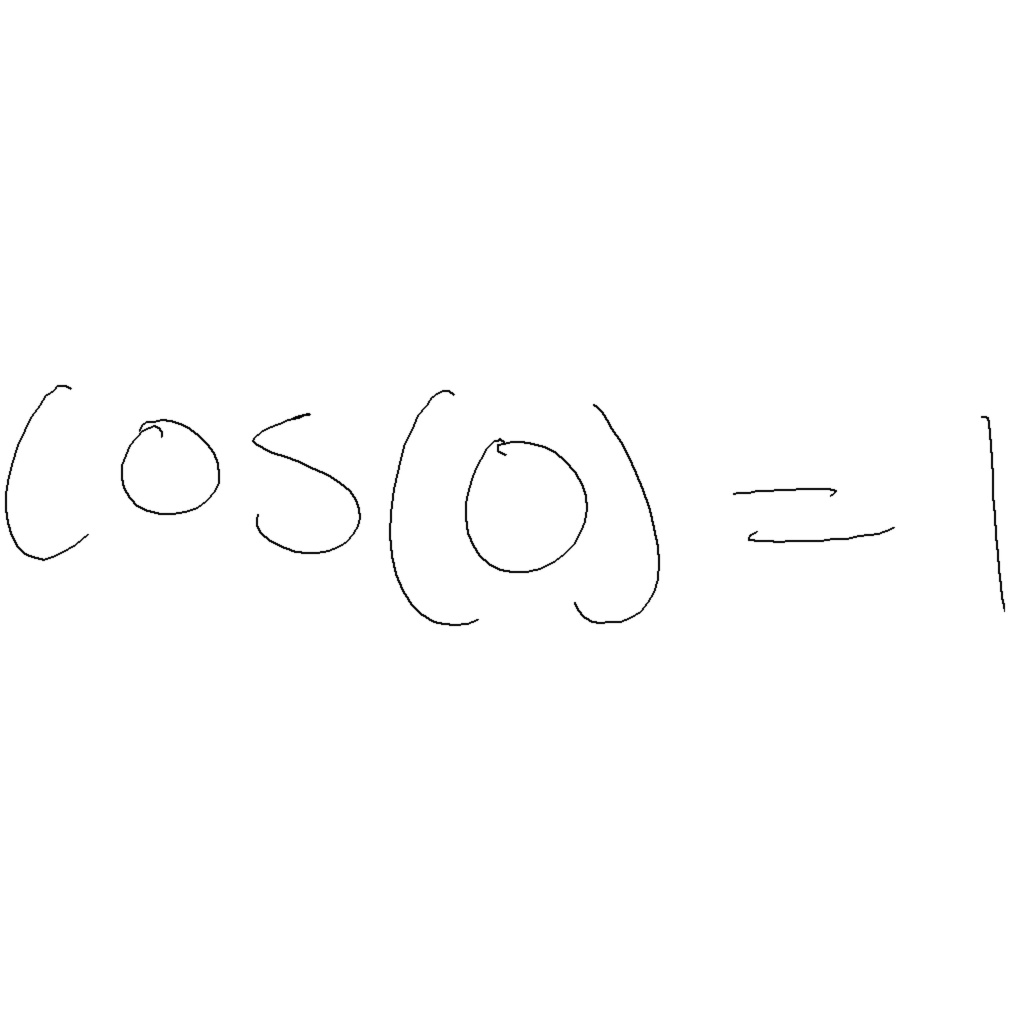 cos(0) = 1